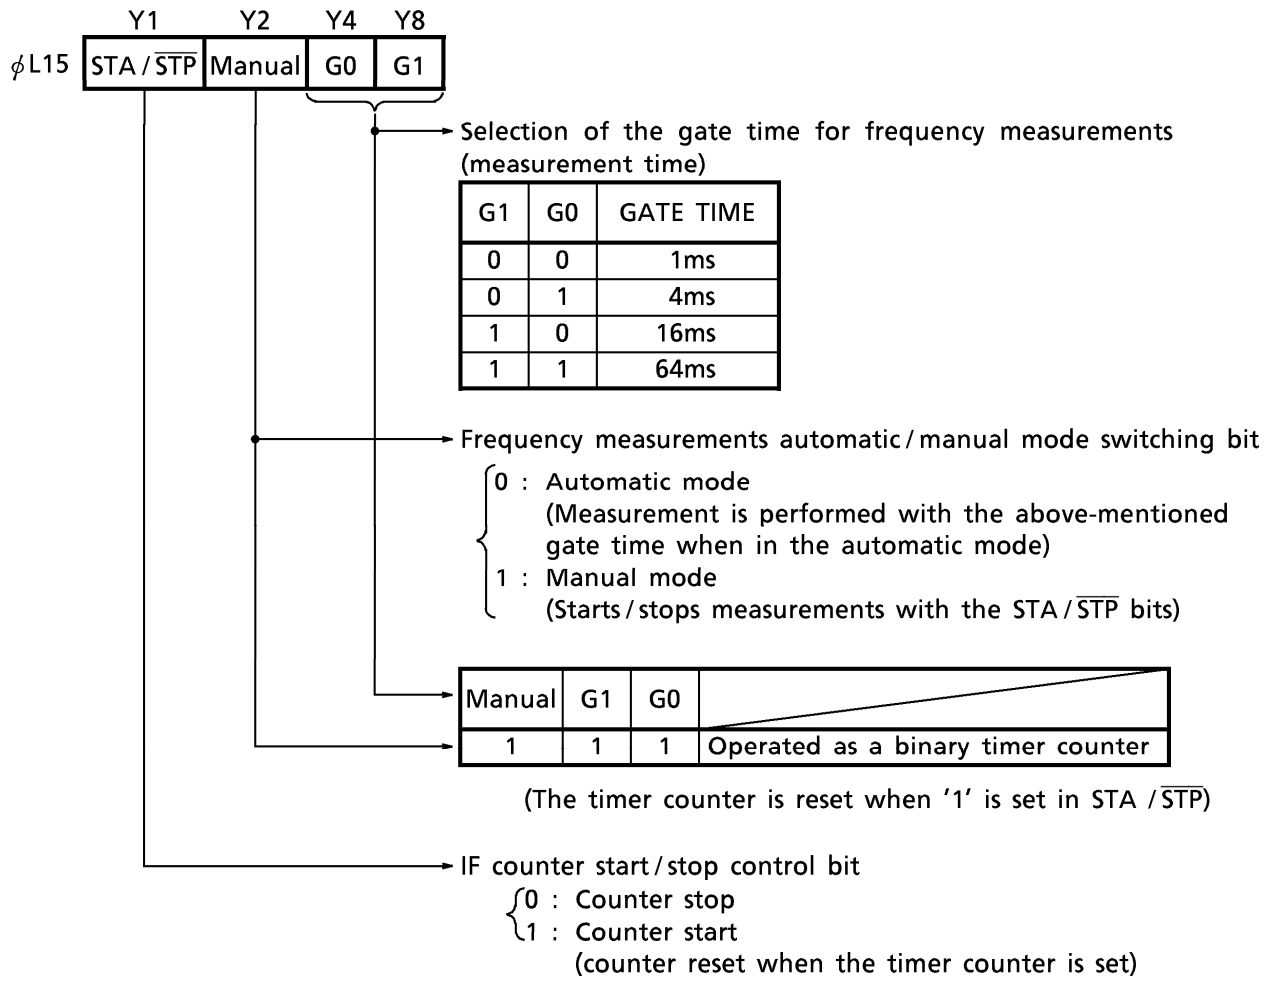 Y1 Y2 Y4 Y8
ϕL15 STA / S̅T̅P̅ Manual G0 G1
Selection of the gate time for frequency measurements
(measurement time)
G1 G0 GATE TIME
0 0 1ms
0 1 4ms
1 0 16ms
1 1 64ms
Frequency measurements automatic / manual mode switching bit
0 : Automatic mode
(Measurement is performed with the above-mentioned
gate time when in the automatic mode)
1 : Manual mode
(Starts / stops measurements with the STA / S̅T̅P̅ bits)
Manual G1 G0
1 1 1 Operated as a binary timer counter
(The timer counter is reset when '1' is set in STA / S̅T̅P̅)
IF counter start / stop control bit
0 : Counter stop
1 : Counter start
(counter reset when the timer counter is set)